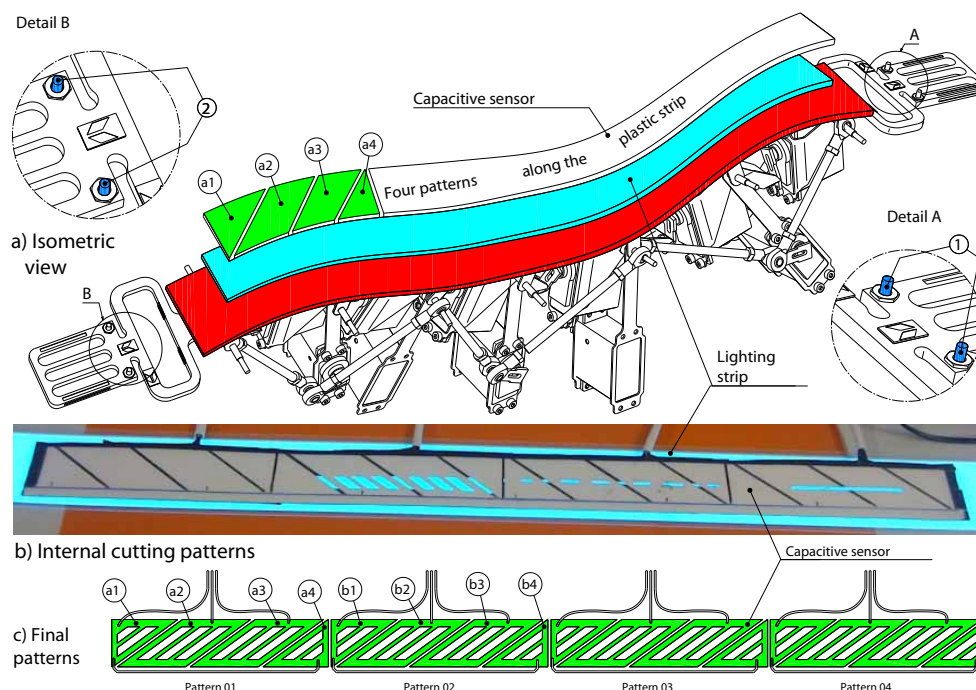 Detail B
A
2
Capacitive sensor
Four patterns along the plastic strip
a1
a2
a3
a4
a) Isometric
view
B
Detail A
1
Lighting
strip
b) Internal cutting patterns
Capacitive sensor
a1
a2
a3
a4
b1
b2
b3
b4
c) Final
patterns
Pattern 01
Pattern 02
Pattern 03
Pattern 04